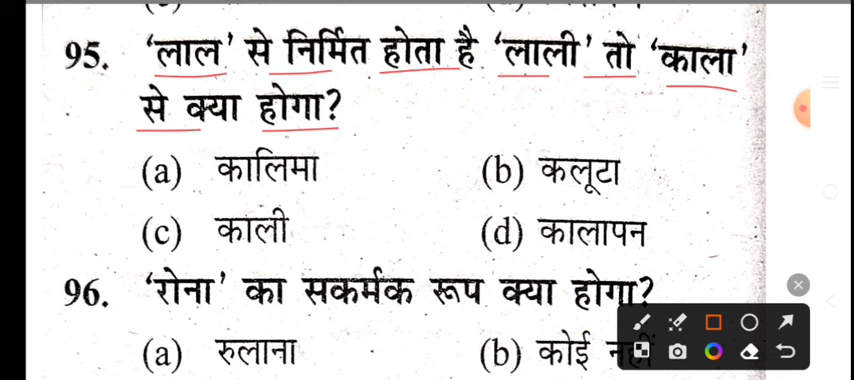 95. ‘लाल’ से निर्मित होता है ‘लाली’ तो ‘काला’
से क्या होगा?
(a) कालिमा (b) कलूटा
(c) काली (d) कालापन
96. ‘रोना’ का सकर्मक रूप क्या होगा?
(a) रुलाना (b) कोई